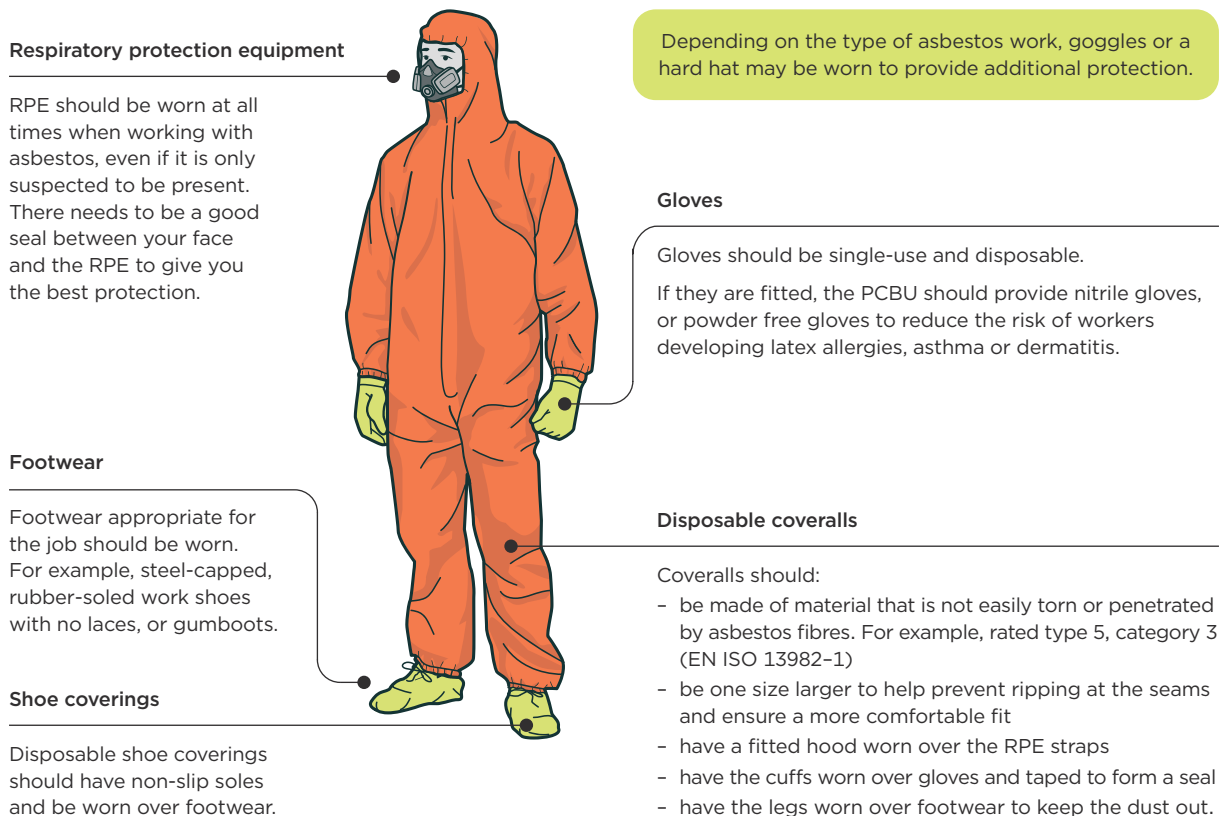 Respiratory protection equipment
RPE should be worn at all
times when working with
asbestos, even if it is only
suspected to be present.
There needs to be a good
seal between your face
and the RPE to give you
the best protection.
Footwear
Footwear appropriate for
the job should be worn.
For example, steel-capped,
rubber-soled work shoes
with no laces, or gumboots.
Shoe coverings
Disposable shoe coverings
should have non-slip soles
and be worn over footwear.
Depending on the type of asbestos work, goggles or a
hard hat may be worn to provide additional protection.
Gloves
Gloves should be single-use and disposable.
If they are fitted, the PCBU should provide nitrile gloves,
or powder free gloves to reduce the risk of workers
developing latex allergies, asthma or dermatitis.
Disposable coveralls
Coveralls should:
– be made of material that is not easily torn or penetrated
by asbestos fibres. For example, rated type 5, category 3
(EN ISO 13982–1)
– be one size larger to help prevent ripping at the seams
and ensure a more comfortable fit
– have a fitted hood worn over the RPE straps
– have the cuffs worn over gloves and taped to form a seal
– have the legs worn over footwear to keep the dust out.